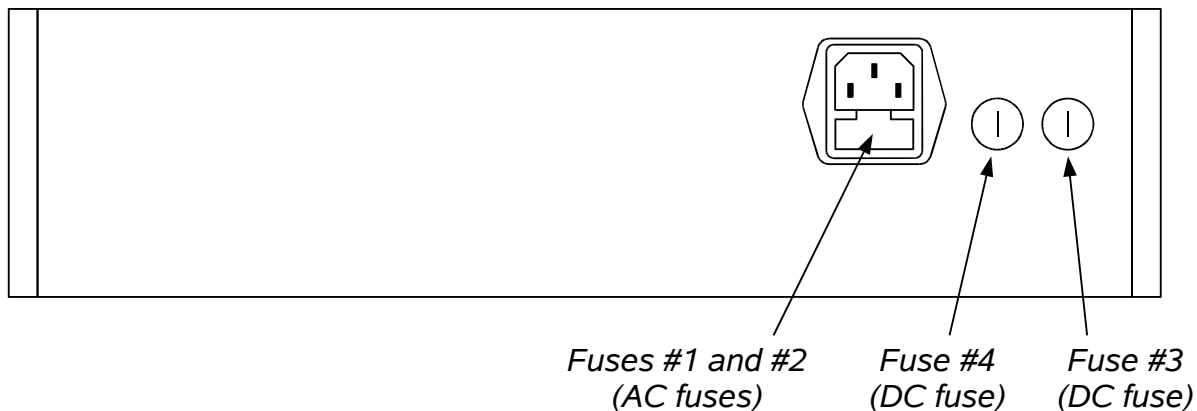 Fuses #1 and #2
(AC fuses)
Fuse #4
(DC fuse)
Fuse #3
(DC fuse)